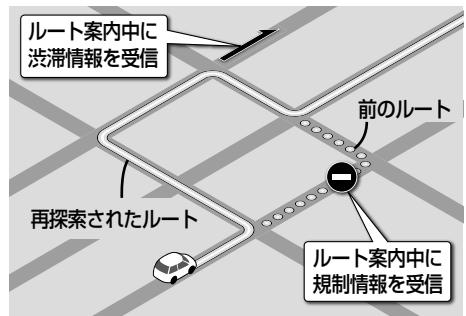 ルート案内中に
渋滞情報を受信
前のルート
再探索されたルート
ルート案内中に
規制情報を受信